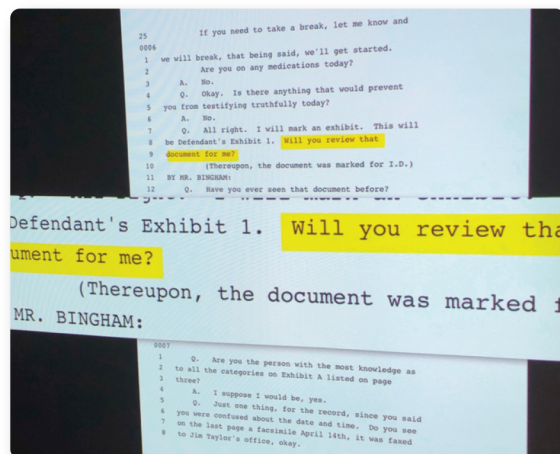 25 If you need to take a break, let me know and
0006
1 we will break, that being said, we'll get started.
2 Are you on any medications today?
3 A. No.
4 Q. Okay. Is there anything that would prevent
5 you from testifying truthfully today?
6 A. No.
7 Q. All right. I will mark an exhibit. This will
8 be Defendant's Exhibit 1. Will you review that
9 document for me?
10 (Thereupon, the document was marked for I.D.)
11 BY MR. BINGHAM:
12 Q. Have you ever seen that document before?
Defendant's Exhibit 1. Will you review tha
ument for me?
(Thereupon, the document was marked f
MR. BINGHAM:
0007
1 Q. Are you the person with the most knowledge as
2 to all the categories on Exhibit A listed on page
3 three?
4 A. I suppose I would be, yes.
5 Q. Just one thing, for the record, since you said
6 you were confused about the date and time. Do you see
7 on the last page a facsimile April 14th, it was faxed
8 to Jim Taylor's office, okay.